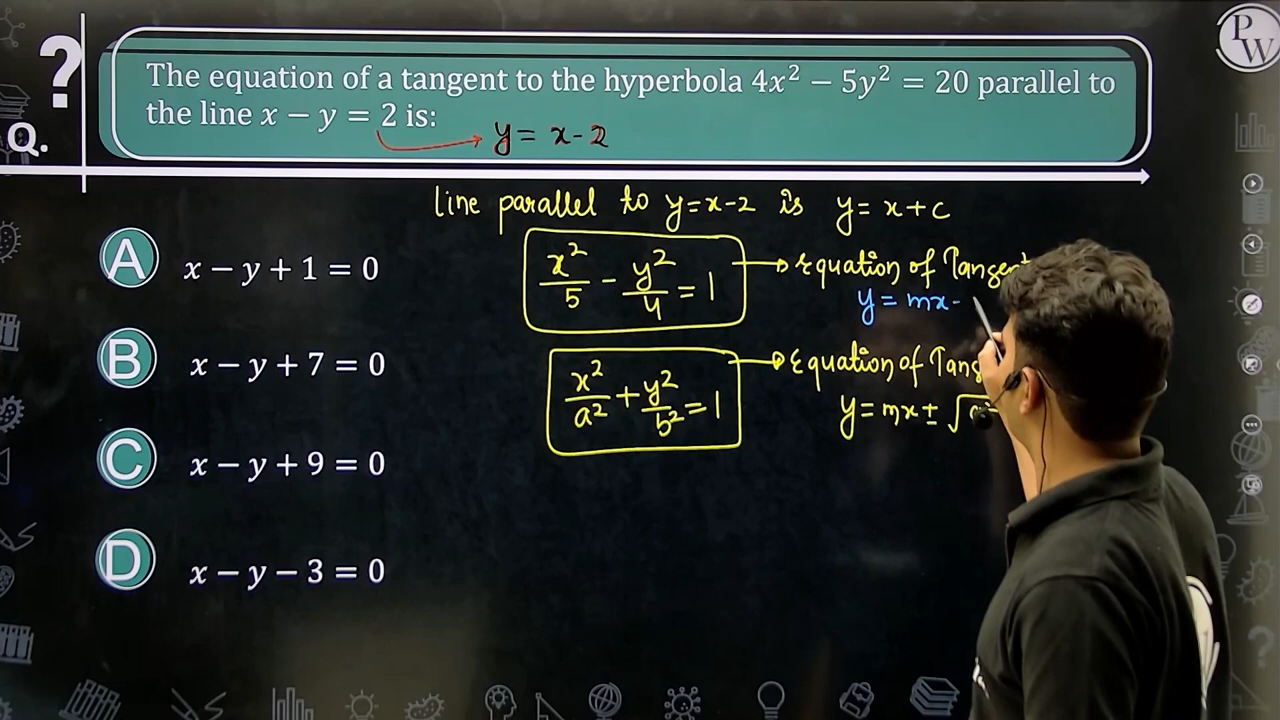 ?
PW
Q.
The equation of a tangent to the hyperbola 4x² − 5y² = 20 parallel to
the line x − y = 2 is:
y = x-2
line parallel to y=x-2 is y = x+c
A x − y + 1 = 0
B x − y + 7 = 0
C x − y + 9 = 0
D x − y − 3 = 0
x²/5 - y²/4 = 1
Equation of
y = mx-
x²/a² + y²/b² = 1
Equation of
y = mx ± √